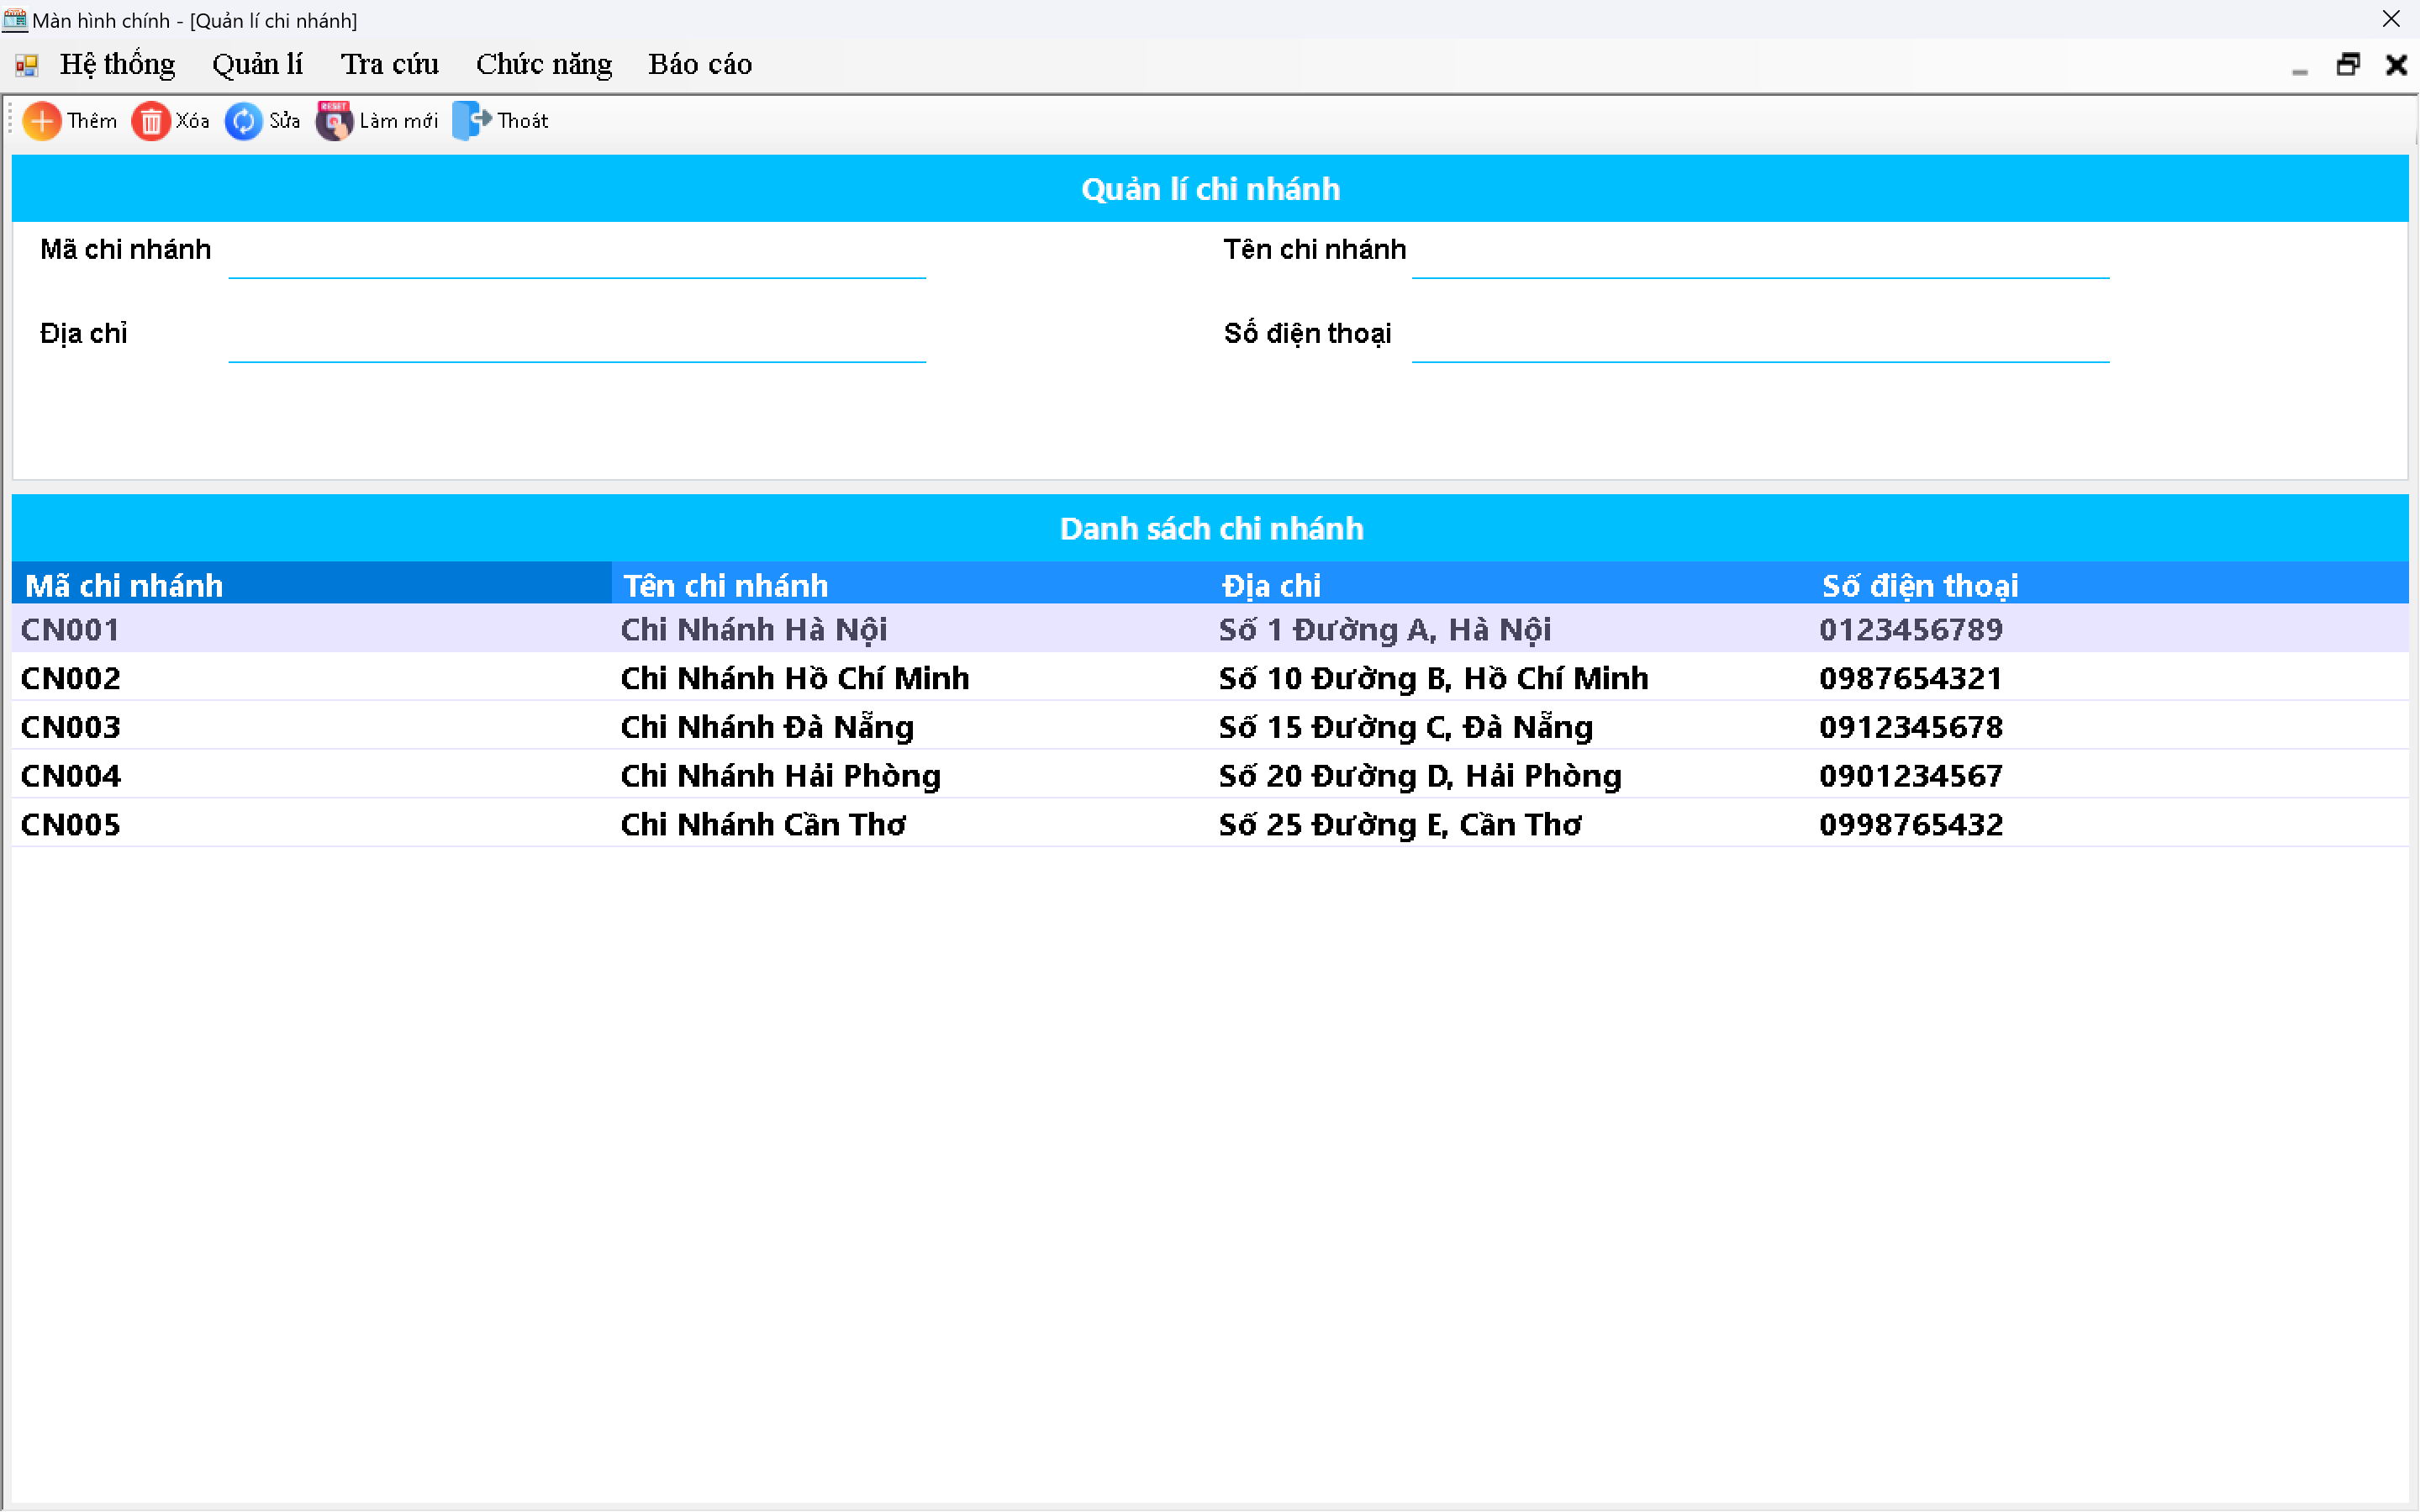 Màn hình chính - [Quản lí chi nhánh]
Hệ thống Quản lí Tra cứu Chức năng Báo cáo
Thêm Xóa Sửa RESET Làm mới Thoát
Quản lí chi nhánh
Mã chi nhánh Tên chi nhánh
Địa chỉ Số điện thoại
Danh sách chi nhánh
Mã chi nhánh Tên chi nhánh Địa chỉ Số điện thoại
CN001 Chi Nhánh Hà Nội Số 1 Đường A, Hà Nội 0123456789
CN002 Chi Nhánh Hồ Chí Minh Số 10 Đường B, Hồ Chí Minh 0987654321
CN003 Chi Nhánh Đà Nẵng Số 15 Đường C, Đà Nẵng 0912345678
CN004 Chi Nhánh Hải Phòng Số 20 Đường D, Hải Phòng 0901234567
CN005 Chi Nhánh Cần Thơ Số 25 Đường E, Cần Thơ 0998765432